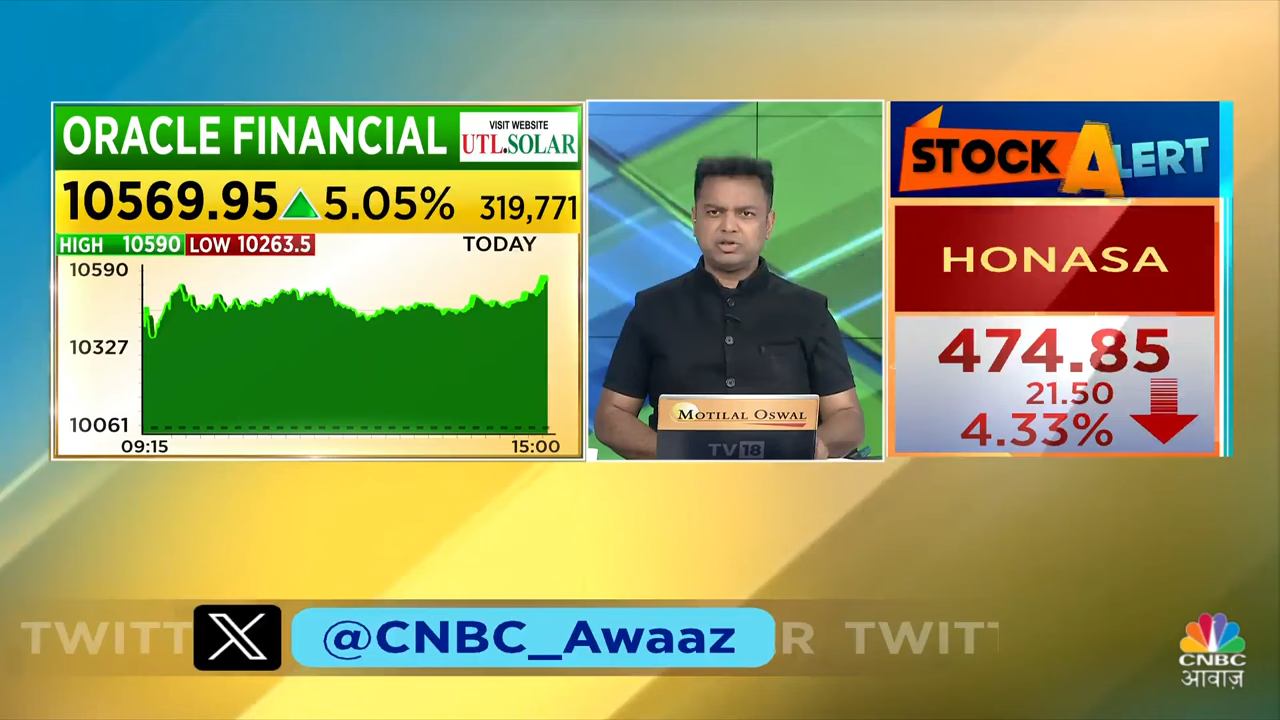 ORACLE FINANCIAL
VISIT WEBSITE
UTL.SOLAR
10569.95 5.05% 319,771
HIGH 10590 LOW 10263.5 TODAY
10590
10327
10061
09:15 15:00
MOTILAL OSWAL
TV18
STOCK ALERT
HONASA
474.85
21.50
4.33%
TWITT X @CNBC_Awaaz R TWITT
CNBC
आवाज़